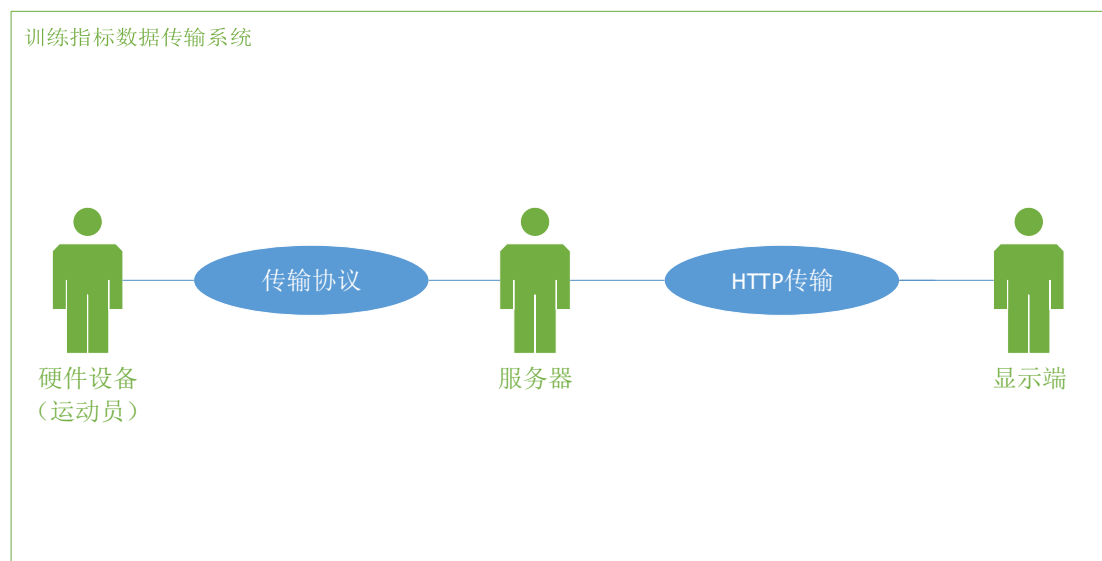 训练指标数据传输系统
传输协议
HTTP传输
硬件设备
（运动员）
服务器
显示端